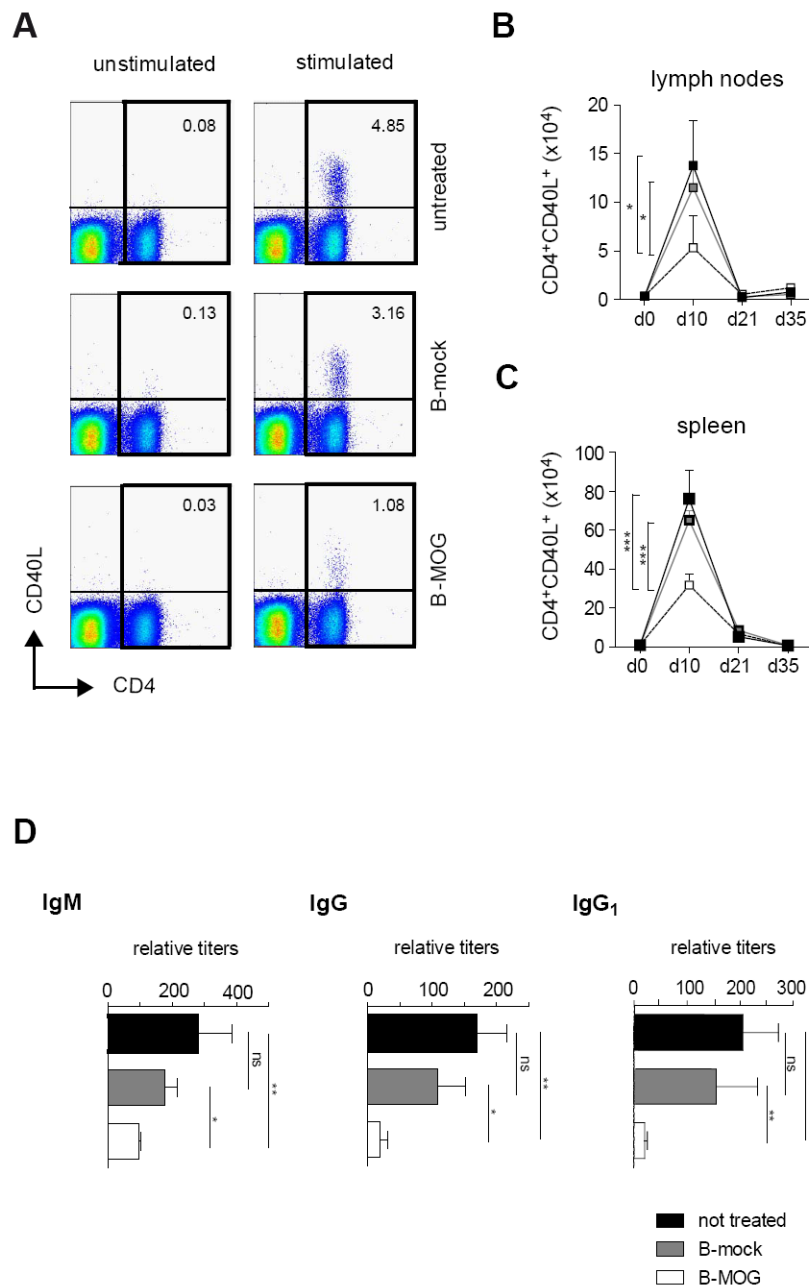 A
unstimulated stimulated
0.08 4.85
untreated
0.13 3.16
B-mock
0.03 1.08
B-MOG
CD40L
CD4
B
lymph nodes
CD4⁺CD40L⁺ (x10⁴)
20
15
10
5
0
* *
d0 d10 d21 d35
C
spleen
CD4⁺CD40L⁺ (x10⁴)
100
80
60
40
20
0
*** ***
d0 d10 d21 d35
D
IgM IgG IgG₁
relative titers relative titers relative titers
0 200 400 0 100 200 0 100 200 300
ns ** * ns ** * ns ** **
not treated
B-mock
B-MOG